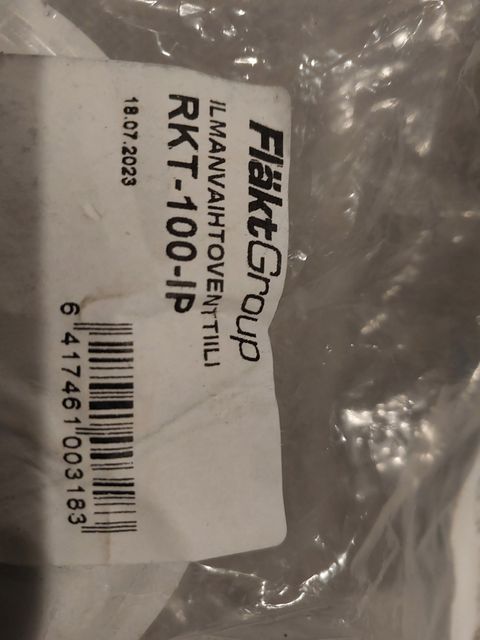 FläktGroup
ILMANVAIHTOVENTTIILI
RKT-100-IP
18.07.2023
6 417461 003183